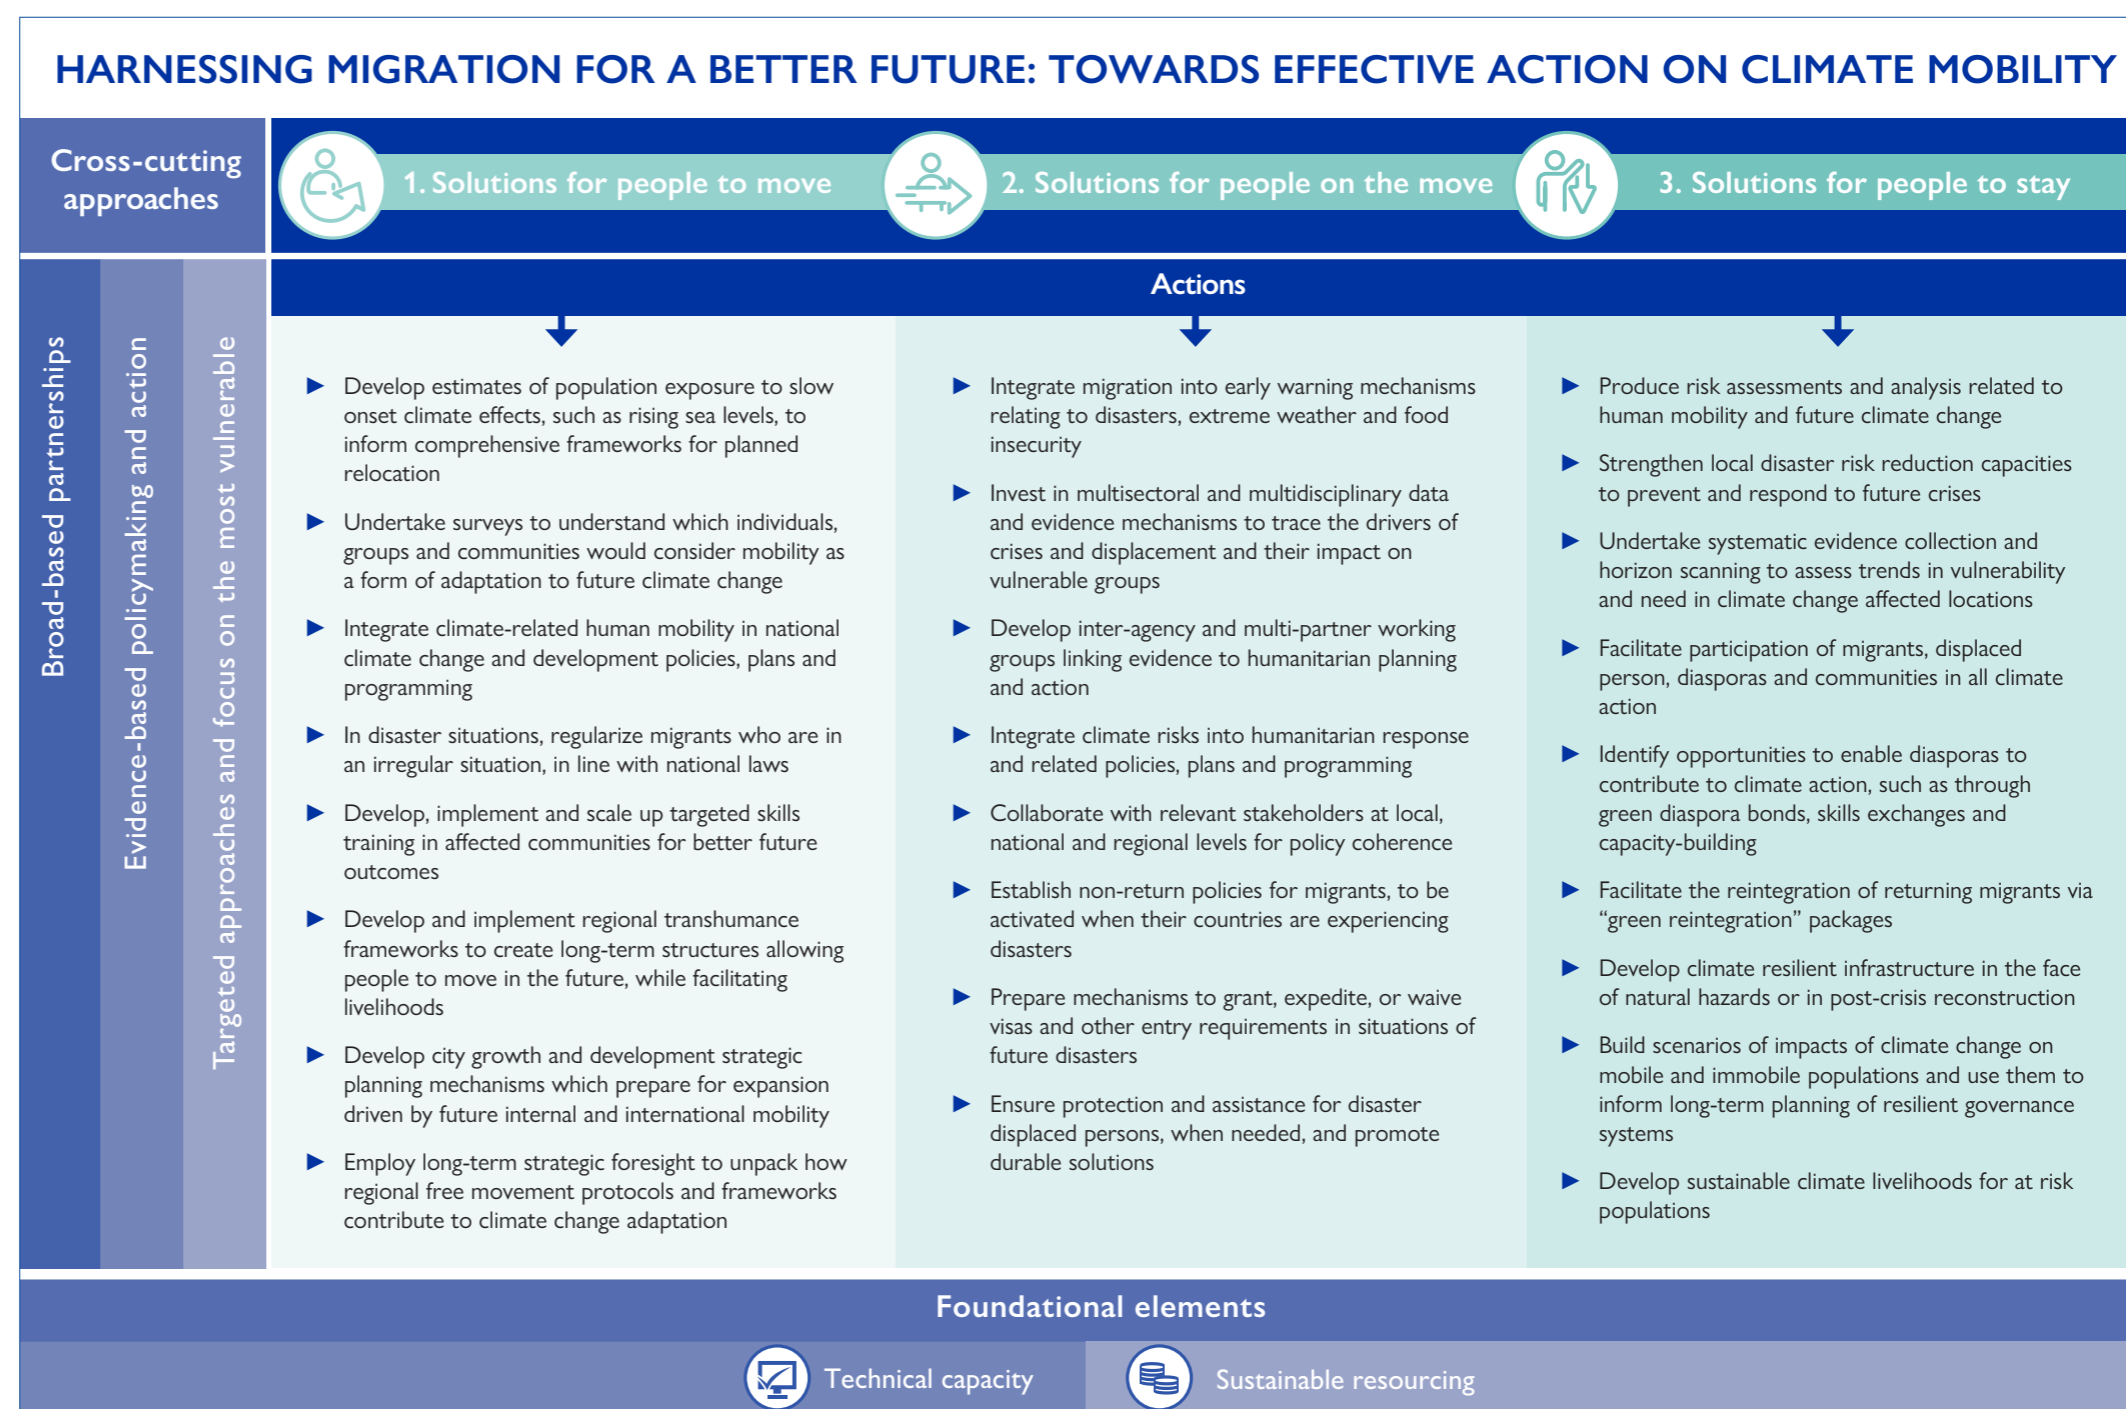 HARNESSING MIGRATION FOR A BETTER FUTURE: TOWARDS EFFECTIVE ACTION ON CLIMATE MOBILITY
Cross-cutting
approaches
1. Solutions for people to move
2. Solutions for people on the move
3. Solutions for people to stay
Broad-based partnerships
Evidence-based policymaking and action
Targeted approaches and focus on the most vulnerable
Actions
► Develop estimates of population exposure to slow
onset climate effects, such as rising sea levels, to
inform comprehensive frameworks for planned
relocation
► Undertake surveys to understand which individuals,
groups and communities would consider mobility as
a form of adaptation to future climate change
► Integrate climate-related human mobility in national
climate change and development policies, plans and
programming
► In disaster situations, regularize migrants who are in
an irregular situation, in line with national laws
► Develop, implement and scale up targeted skills
training in affected communities for better future
outcomes
► Develop and implement regional transhumance
frameworks to create long-term structures allowing
people to move in the future, while facilitating
livelihoods
► Develop city growth and development strategic
planning mechanisms which prepare for expansion
driven by future internal and international mobility
► Employ long-term strategic foresight to unpack how
regional free movement protocols and frameworks
contribute to climate change adaptation
► Integrate migration into early warning mechanisms
relating to disasters, extreme weather and food
insecurity
► Invest in multisectoral and multidisciplinary data
and evidence mechanisms to trace the drivers of
crises and displacement and their impact on
vulnerable groups
► Develop inter-agency and multi-partner working
groups linking evidence to humanitarian planning
and action
► Integrate climate risks into humanitarian response
and related policies, plans and programming
► Collaborate with relevant stakeholders at local,
national and regional levels for policy coherence
► Establish non-return policies for migrants, to be
activated when their countries are experiencing
disasters
► Prepare mechanisms to grant, expedite, or waive
visas and other entry requirements in situations of
future disasters
► Ensure protection and assistance for disaster
displaced persons, when needed, and promote
durable solutions
► Produce risk assessments and analysis related to
human mobility and future climate change
► Strengthen local disaster risk reduction capacities
to prevent and respond to future crises
► Undertake systematic evidence collection and
horizon scanning to assess trends in vulnerability
and need in climate change affected locations
► Facilitate participation of migrants, displaced
person, diasporas and communities in all climate
action
► Identify opportunities to enable diasporas to
contribute to climate action, such as through
green diaspora bonds, skills exchanges and
capacity-building
► Facilitate the reintegration of returning migrants via
“green reintegration” packages
► Develop climate resilient infrastructure in the face
of natural hazards or in post-crisis reconstruction
► Build scenarios of impacts of climate change on
mobile and immobile populations and use them to
inform long-term planning of resilient governance
systems
► Develop sustainable climate livelihoods for at risk
populations
Foundational elements
Technical capacity
Sustainable resourcing